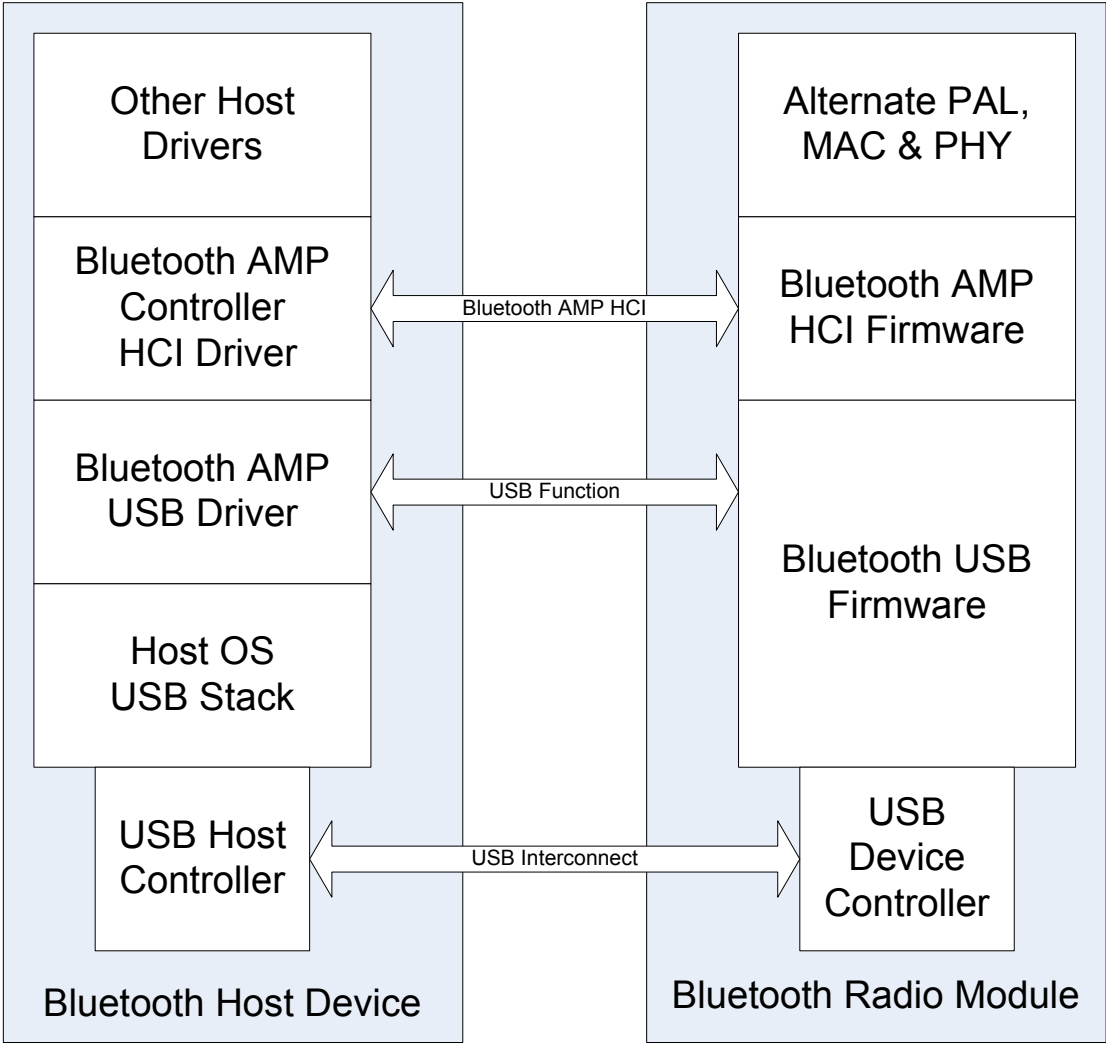 Other Host
Drivers
Bluetooth AMP
Controller
HCI Driver
Bluetooth AMP
USB Driver
Host OS
USB Stack
USB Host
Controller
Bluetooth Host Device
Bluetooth AMP HCI
USB Function
USB Interconnect
Alternate PAL,
MAC & PHY
Bluetooth AMP
HCI Firmware
Bluetooth USB
Firmware
USB
Device
Controller
Bluetooth Radio Module